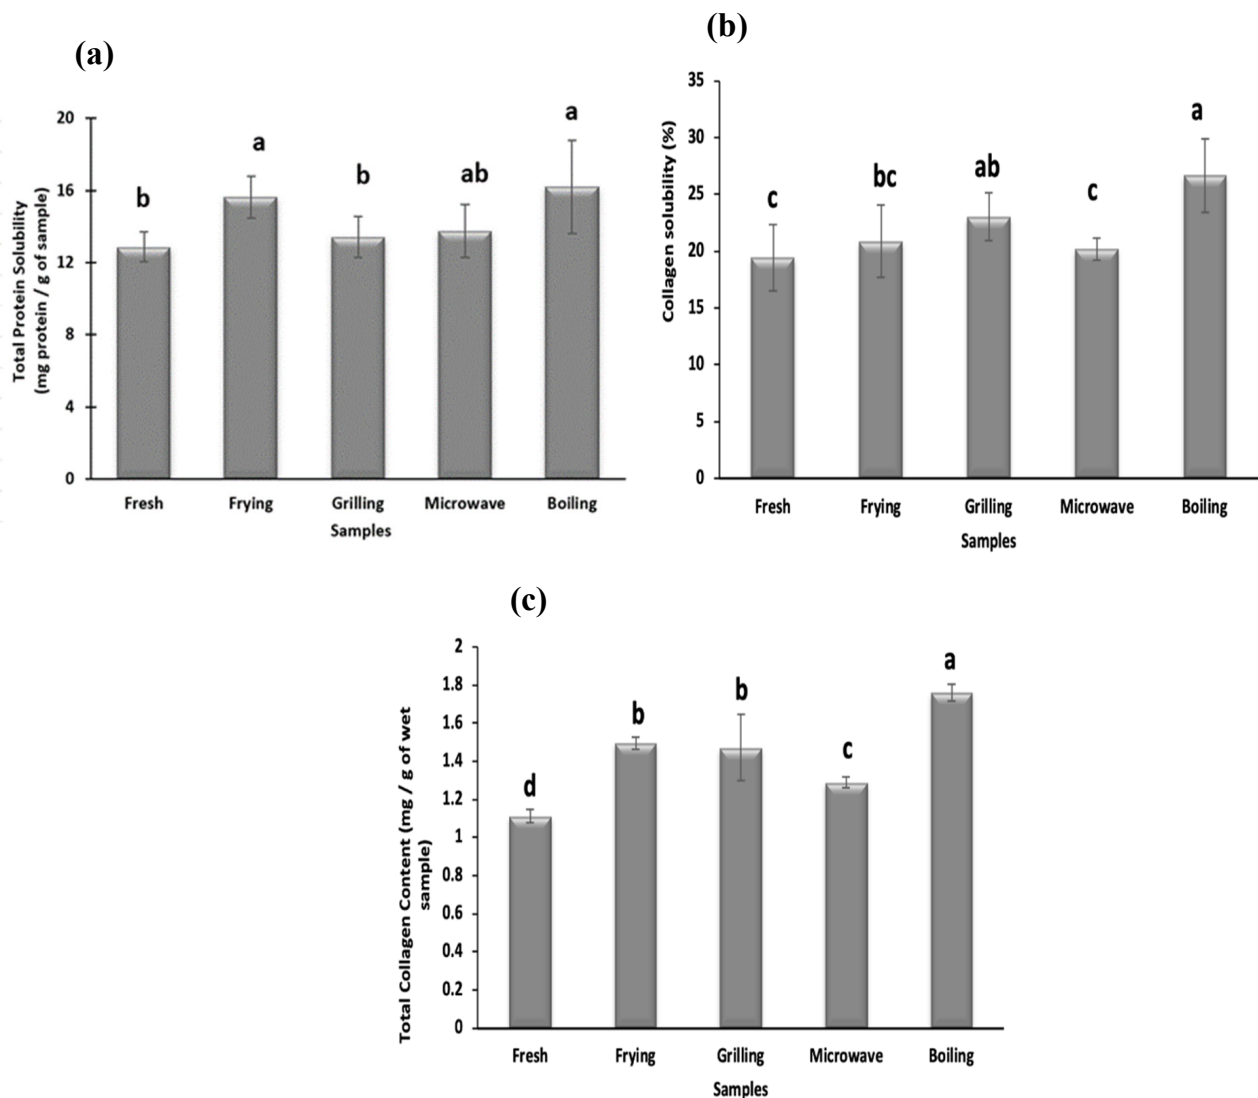 (a)
Total Protein Solubility
(mg protein / g of sample)
20
16
12
8
4
0
b
a
b
ab
a
Fresh Frying Grilling Microwave Boiling
Samples
(b)
Collagen solubility (%)
35
30
25
20
15
10
5
0
c
bc
ab
c
a
Fresh Frying Grilling Microwave Boiling
Samples
(c)
Total Collagen Content (mg / g of wet
sample)
2
1.8
1.6
1.4
1.2
1
0.8
0.6
0.4
0.2
0
d
b
b
c
a
Fresh Frying Grilling Microwave Boiling
Samples